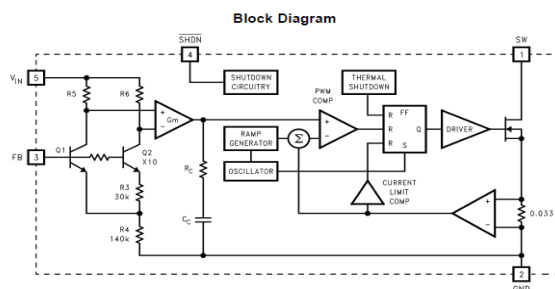 Block Diagram
SHDN
SW
4
1
VIN
5
R5
R6
SHUTDOWN
CIRCUITRY
THERMAL
SHUTDOWN
PWM
COMP
+
-
Gm
+
-
R
FF
R
Q
R
S
DRIVER
RAMP
GENERATOR
Σ
OSCILLATOR
FB
3
Q1
Q2
X10
R3
30k
R4
140k
RC
CC
CURRENT
LIMIT
COMP
+
-
0.033
2
GND